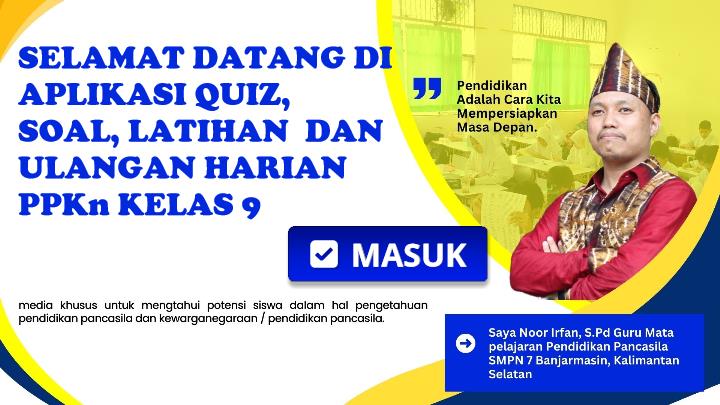 SELAMAT DATANG DI
APLIKASI QUIZ,
SOAL, LATIHAN DAN
ULANGAN HARIAN
PPKn KELAS 9
Pendidikan
Adalah Cara Kita
Mempersiapkan
Masa Depan.
MASUK
media khusus untuk mengtahui potensi siswa dalam hal pengetahuan
pendidikan pancasila dan kewarganegaraan / pendidikan pancasila.
Saya Noor Irfan, S.Pd Guru Mata
pelajaran Pendidikan Pancasila
SMPN 7 Banjarmasin, Kalimantan
Selatan